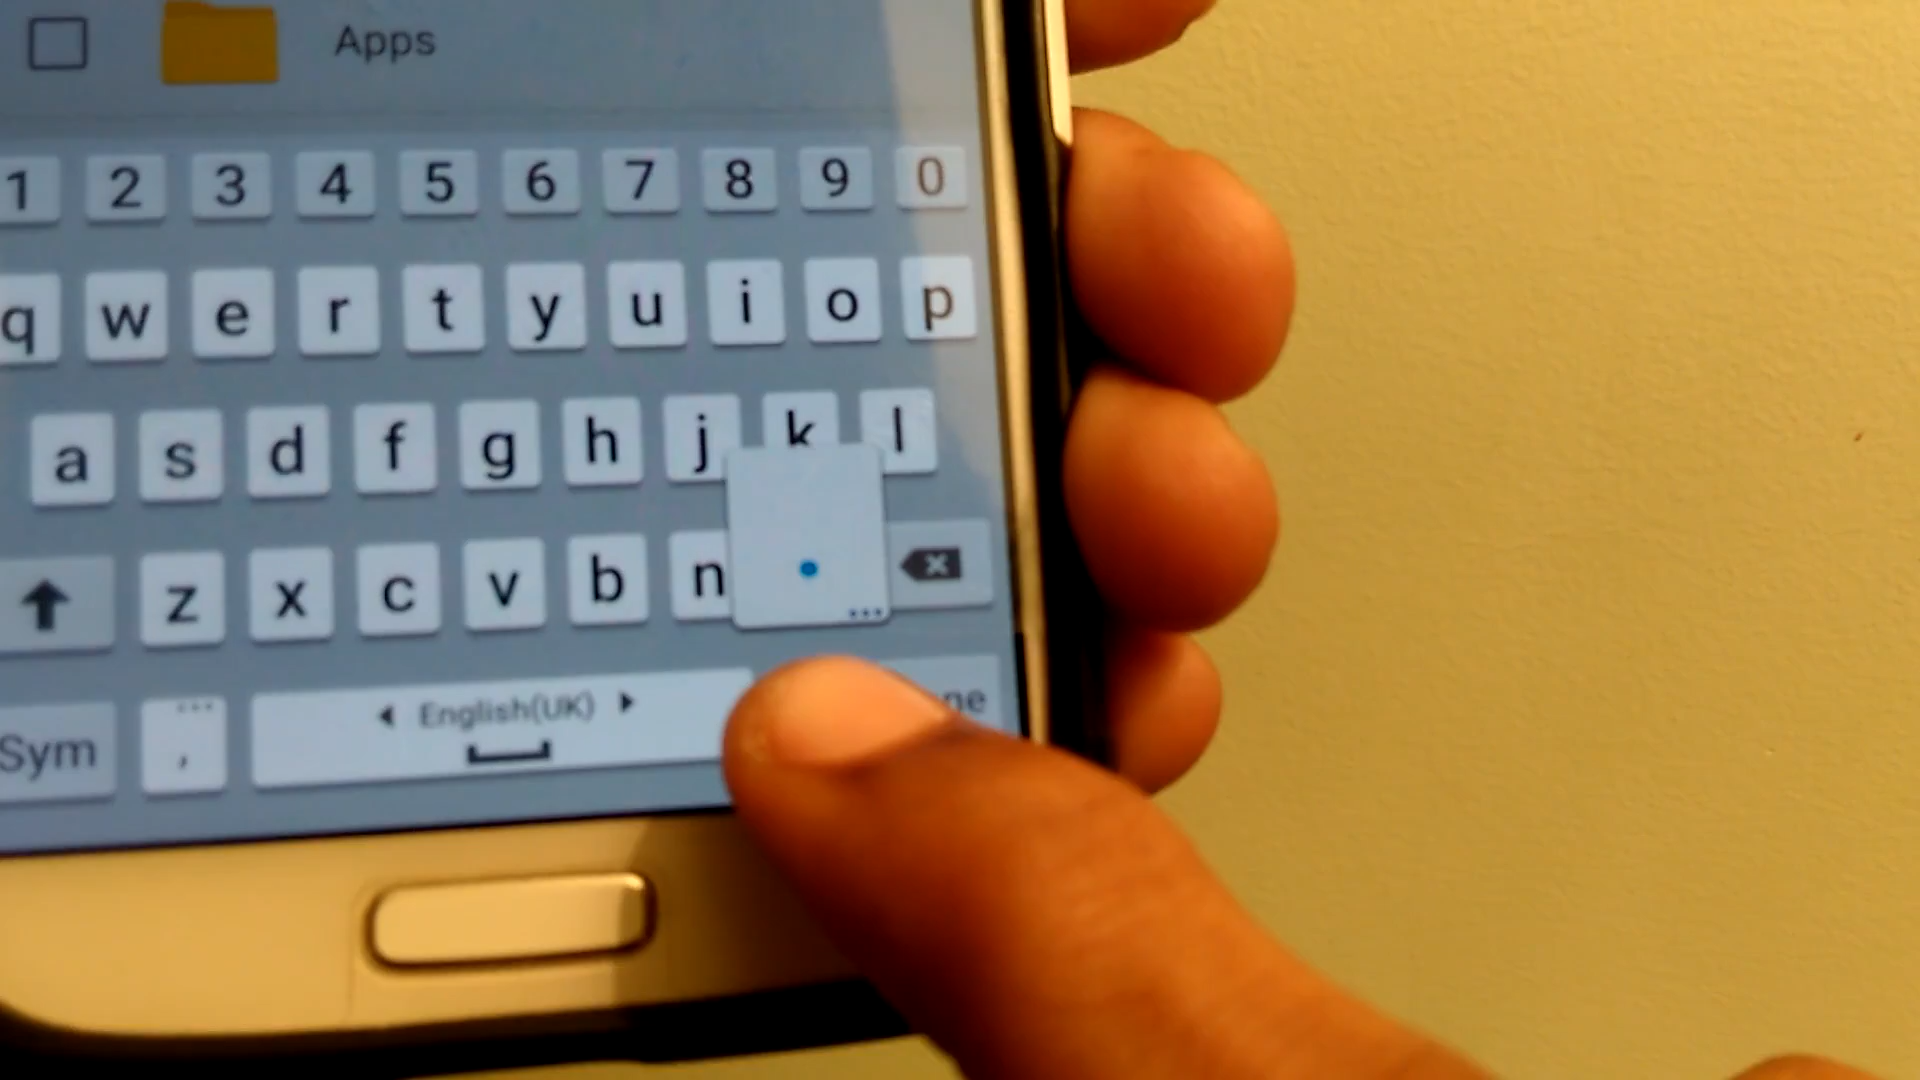 Apps
1 2 3 4 5 6 7 8 9 0
q w e r t y u i o p
a s d f g h j k l
z x c v b n .
Sym , English(UK)